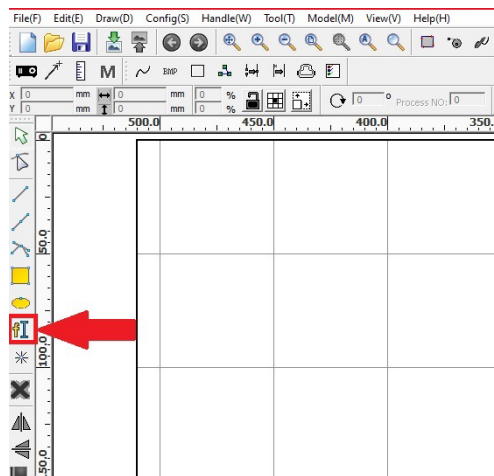 File(F) Edit(E) Draw(D) Config(S) Handle(W) Tool(T) Model(M) View(V) Help(H)
M BMP
X 0 mm 0 mm 0 %
Y 0 mm 0 mm 0 % 0 ° Process NO: 0
500.0 450.0 400.0 350.
0
50.0
100.0
50.0